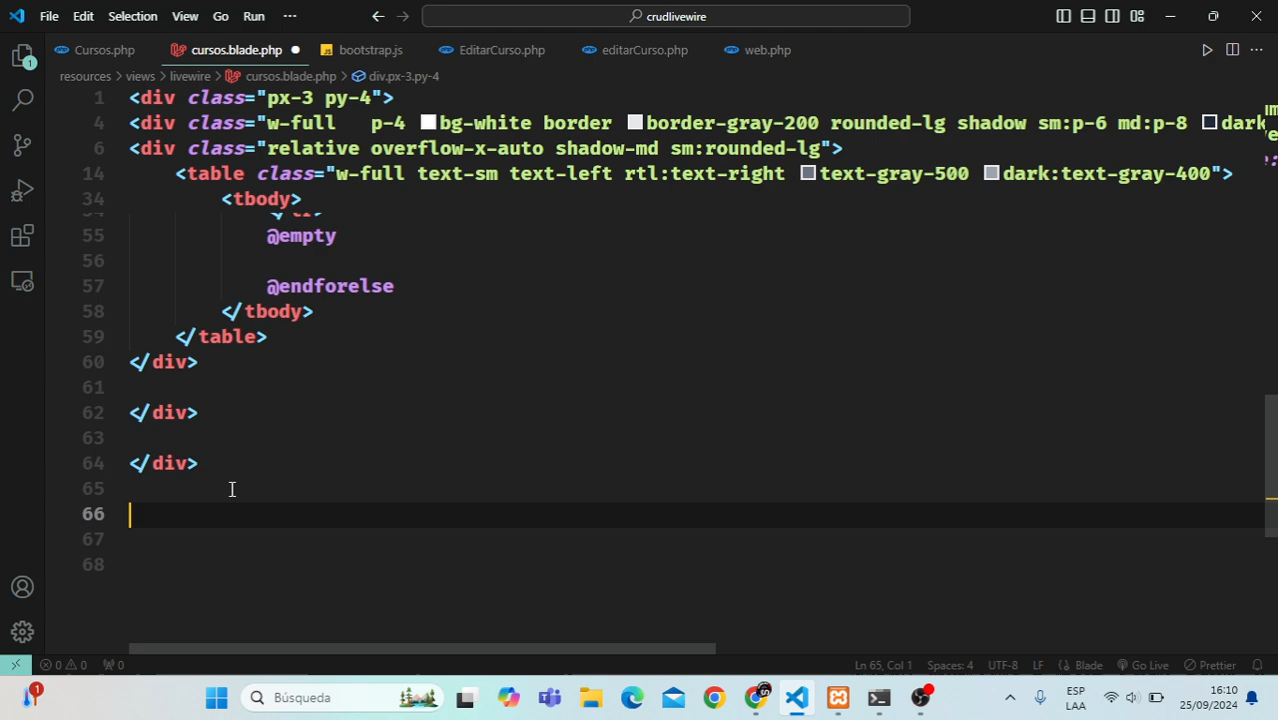 File Edit Selection View Go Run ··· crudlivewire
Cursos.php cursos.blade.php bootstrap.js EditarCurso.php editarCurso.php web.php
resources > views > livewire > cursos.blade.php > div.px-3.py-4
1 <div class="px-3 py-4">
4 <div class="w-full p-4 bg-white border border-gray-200 rounded-lg shadow sm:p-6 md:p-8 dark
6 <div class="relative overflow-x-auto shadow-md sm:rounded-lg">
14 <table class="w-full text-sm text-left rtl:text-right text-gray-500 dark:text-gray-400">
34 <tbody>
55 @empty
56
57 @endforelse
58 </tbody>
59 </table>
60 </div>
61
62 </div>
63
64 </div>
65
66
67
68
0 0 0 Ln 65, Col 1 Spaces: 4 UTF-8 LF Blade Go Live Prettier
1 Búsqueda ESP LAA 16:10 25/09/2024